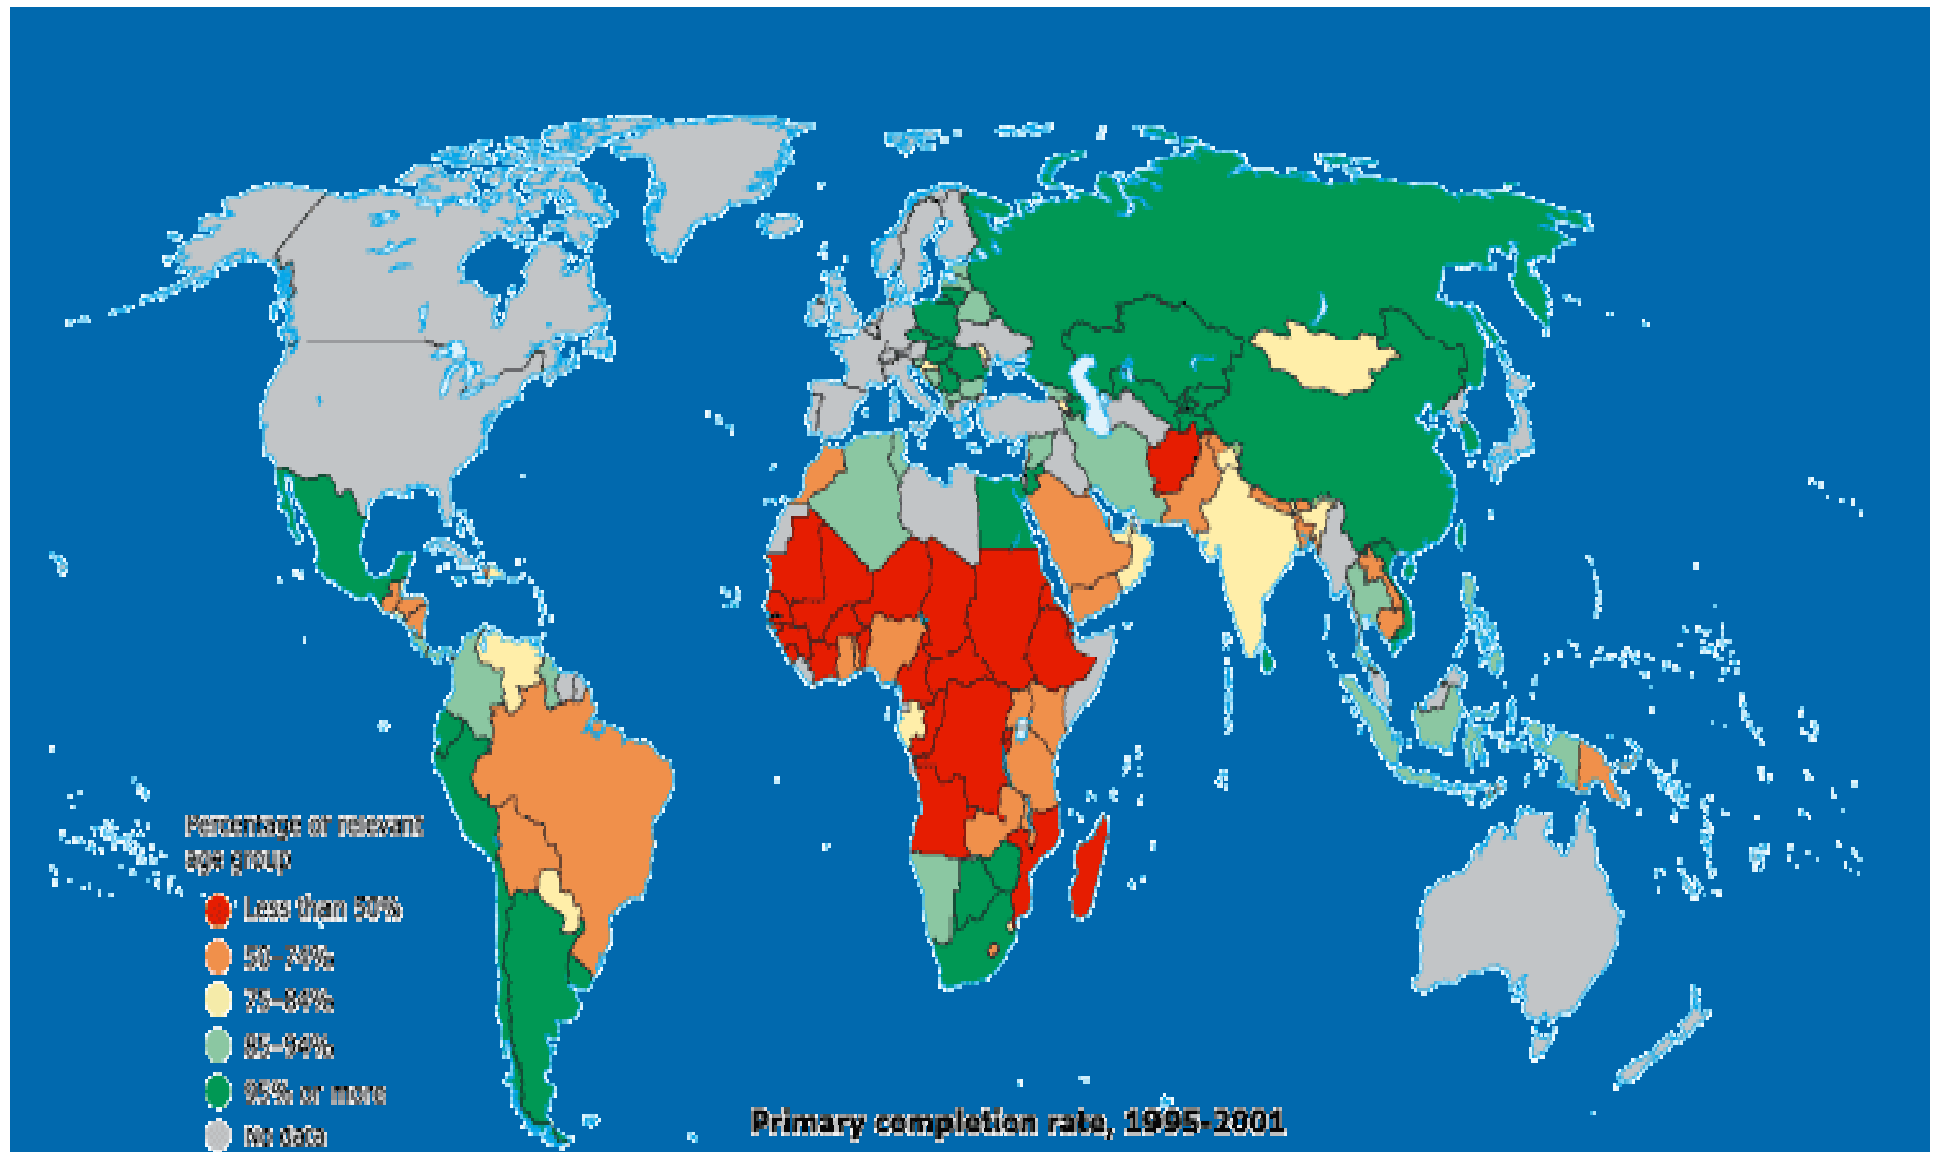 Percentage of relevant
age group
Less than 50%
50-74%
75-84%
85-94%
95% or more
No data
Primary completion rate, 1995-2001